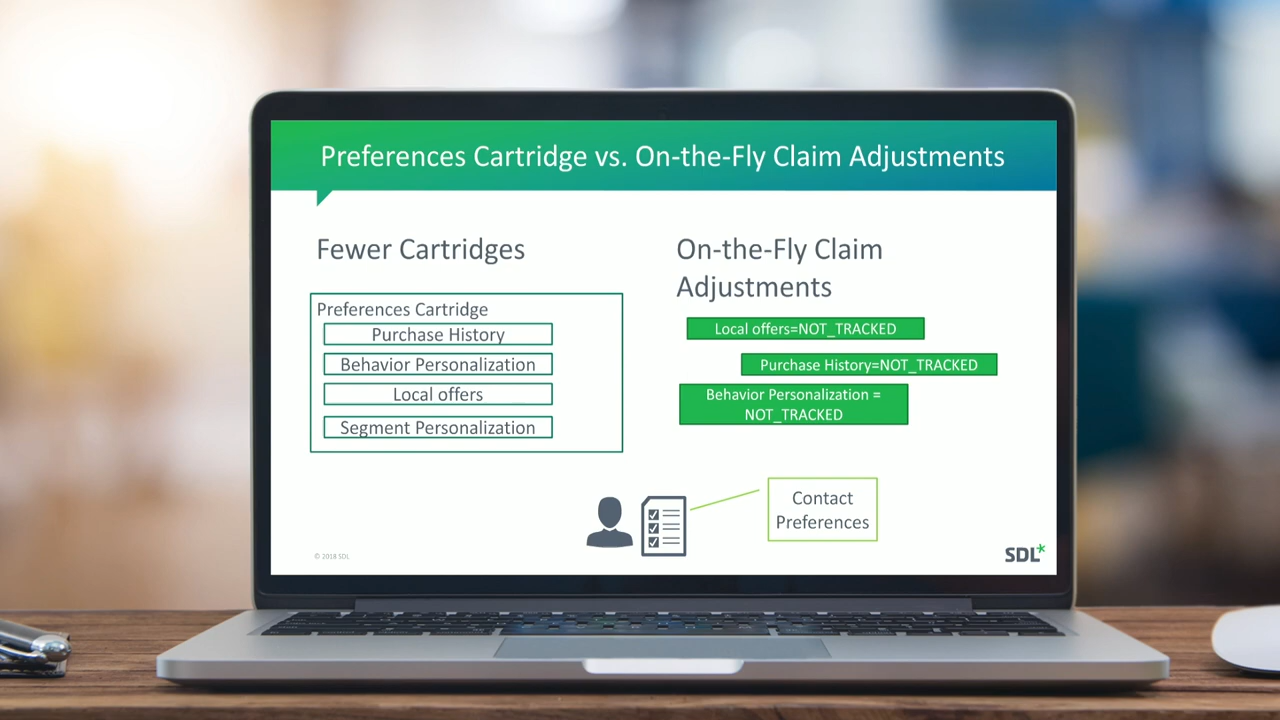 Preferences Cartridge vs. On-the-Fly Claim Adjustments
Fewer Cartridges
Preferences Cartridge
Purchase History
Behavior Personalization
Local offers
Segment Personalization
On-the-Fly Claim
Adjustments
Local offers=NOT_TRACKED
Purchase History=NOT_TRACKED
Behavior Personalization =
NOT_TRACKED
Contact
Preferences
© 2018 SDL
SDL*